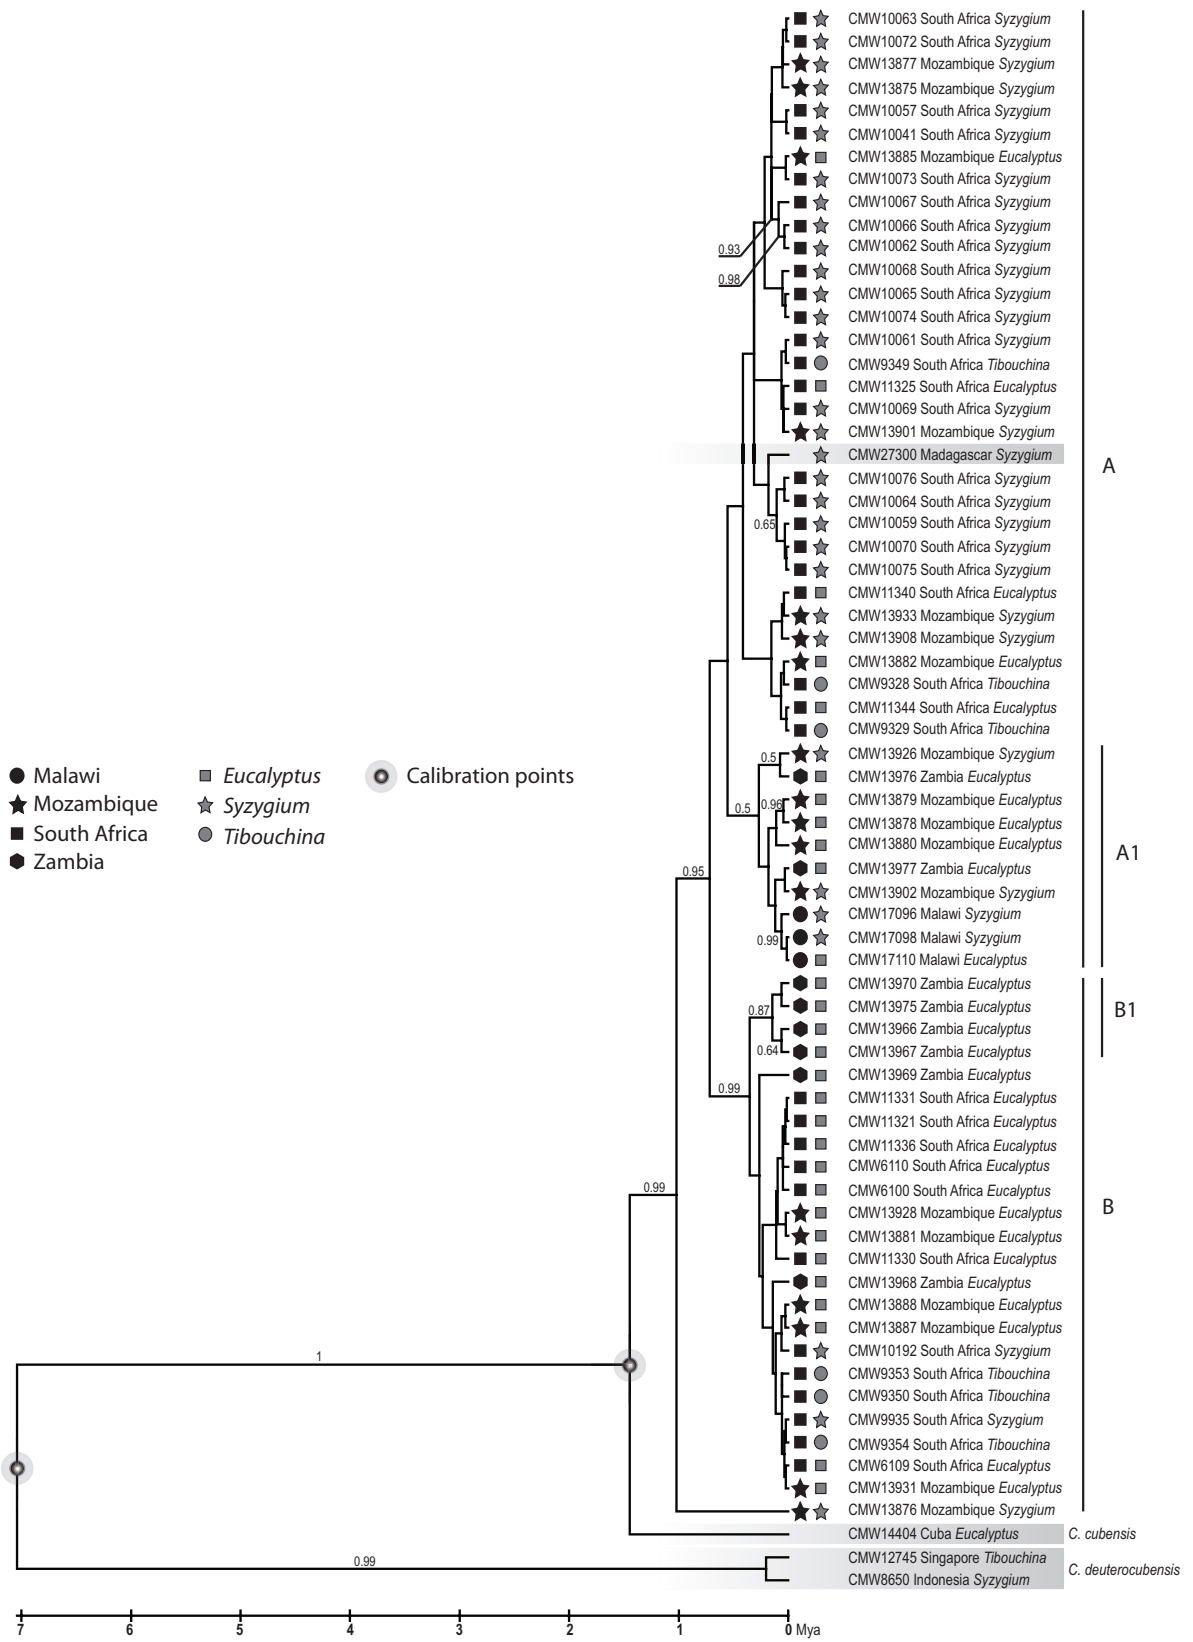 CMW10063 South Africa Syzygium
CMW10072 South Africa Syzygium
CMW13877 Mozambique Syzygium
CMW13875 Mozambique Syzygium
CMW10057 South Africa Syzygium
CMW10041 South Africa Syzygium
CMW13885 Mozambique Eucalyptus
CMW10073 South Africa Syzygium
CMW10067 South Africa Syzygium
CMW10066 South Africa Syzygium
0.93
CMW10062 South Africa Syzygium
CMW10068 South Africa Syzygium
0.98
CMW10065 South Africa Syzygium
CMW10074 South Africa Syzygium
CMW10061 South Africa Syzygium
CMW9349 South Africa Tibouchina
CMW11325 South Africa Eucalyptus
CMW10069 South Africa Syzygium
CMW13901 Mozambique Syzygium
CMW27300 Madagascar Syzygium
A
CMW10076 South Africa Syzygium
CMW10064 South Africa Syzygium
0.65
CMW10059 South Africa Syzygium
CMW10070 South Africa Syzygium
CMW10075 South Africa Syzygium
CMW11340 South Africa Eucalyptus
CMW13933 Mozambique Syzygium
CMW13908 Mozambique Syzygium
CMW13882 Mozambique Eucalyptus
CMW9328 South Africa Tibouchina
CMW11344 South Africa Eucalyptus
CMW9329 South Africa Tibouchina
CMW13926 Mozambique Syzygium
0.5
CMW13976 Zambia Eucalyptus
Malawi
Eucalyptus
Calibration points
Mozambique
Syzygium
South Africa
Tibouchina
Zambia
0.5
0.96
CMW13879 Mozambique Eucalyptus
CMW13878 Mozambique Eucalyptus
CMW13880 Mozambique Eucalyptus
A1
CMW13977 Zambia Eucalyptus
0.95
CMW13902 Mozambique Syzygium
CMW17096 Malawi Syzygium
0.99
CMW17098 Malawi Syzygium
CMW17110 Malawi Eucalyptus
CMW13970 Zambia Eucalyptus
CMW13975 Zambia Eucalyptus
0.87
B1
CMW13966 Zambia Eucalyptus
0.64
CMW13967 Zambia Eucalyptus
CMW13969 Zambia Eucalyptus
0.99
CMW11331 South Africa Eucalyptus
CMW11321 South Africa Eucalyptus
CMW11336 South Africa Eucalyptus
CMW6110 South Africa Eucalyptus
0.99
CMW6100 South Africa Eucalyptus
B
CMW13928 Mozambique Eucalyptus
CMW13881 Mozambique Eucalyptus
CMW11330 South Africa Eucalyptus
CMW13968 Zambia Eucalyptus
CMW13888 Mozambique Eucalyptus
CMW13887 Mozambique Eucalyptus
CMW10192 South Africa Syzygium
1
CMW9353 South Africa Tibouchina
CMW9350 South Africa Tibouchina
CMW9935 South Africa Syzygium
CMW9354 South Africa Tibouchina
CMW6109 South Africa Eucalyptus
CMW13931 Mozambique Eucalyptus
CMW13876 Mozambique Syzygium
CMW14404 Cuba Eucalyptus
C. cubensis
0.99
CMW12745 Singapore Tibouchina
C. deuterocubensis
CMW8650 Indonesia Syzygium
7 6 5 4 3 2 1 0 Mya